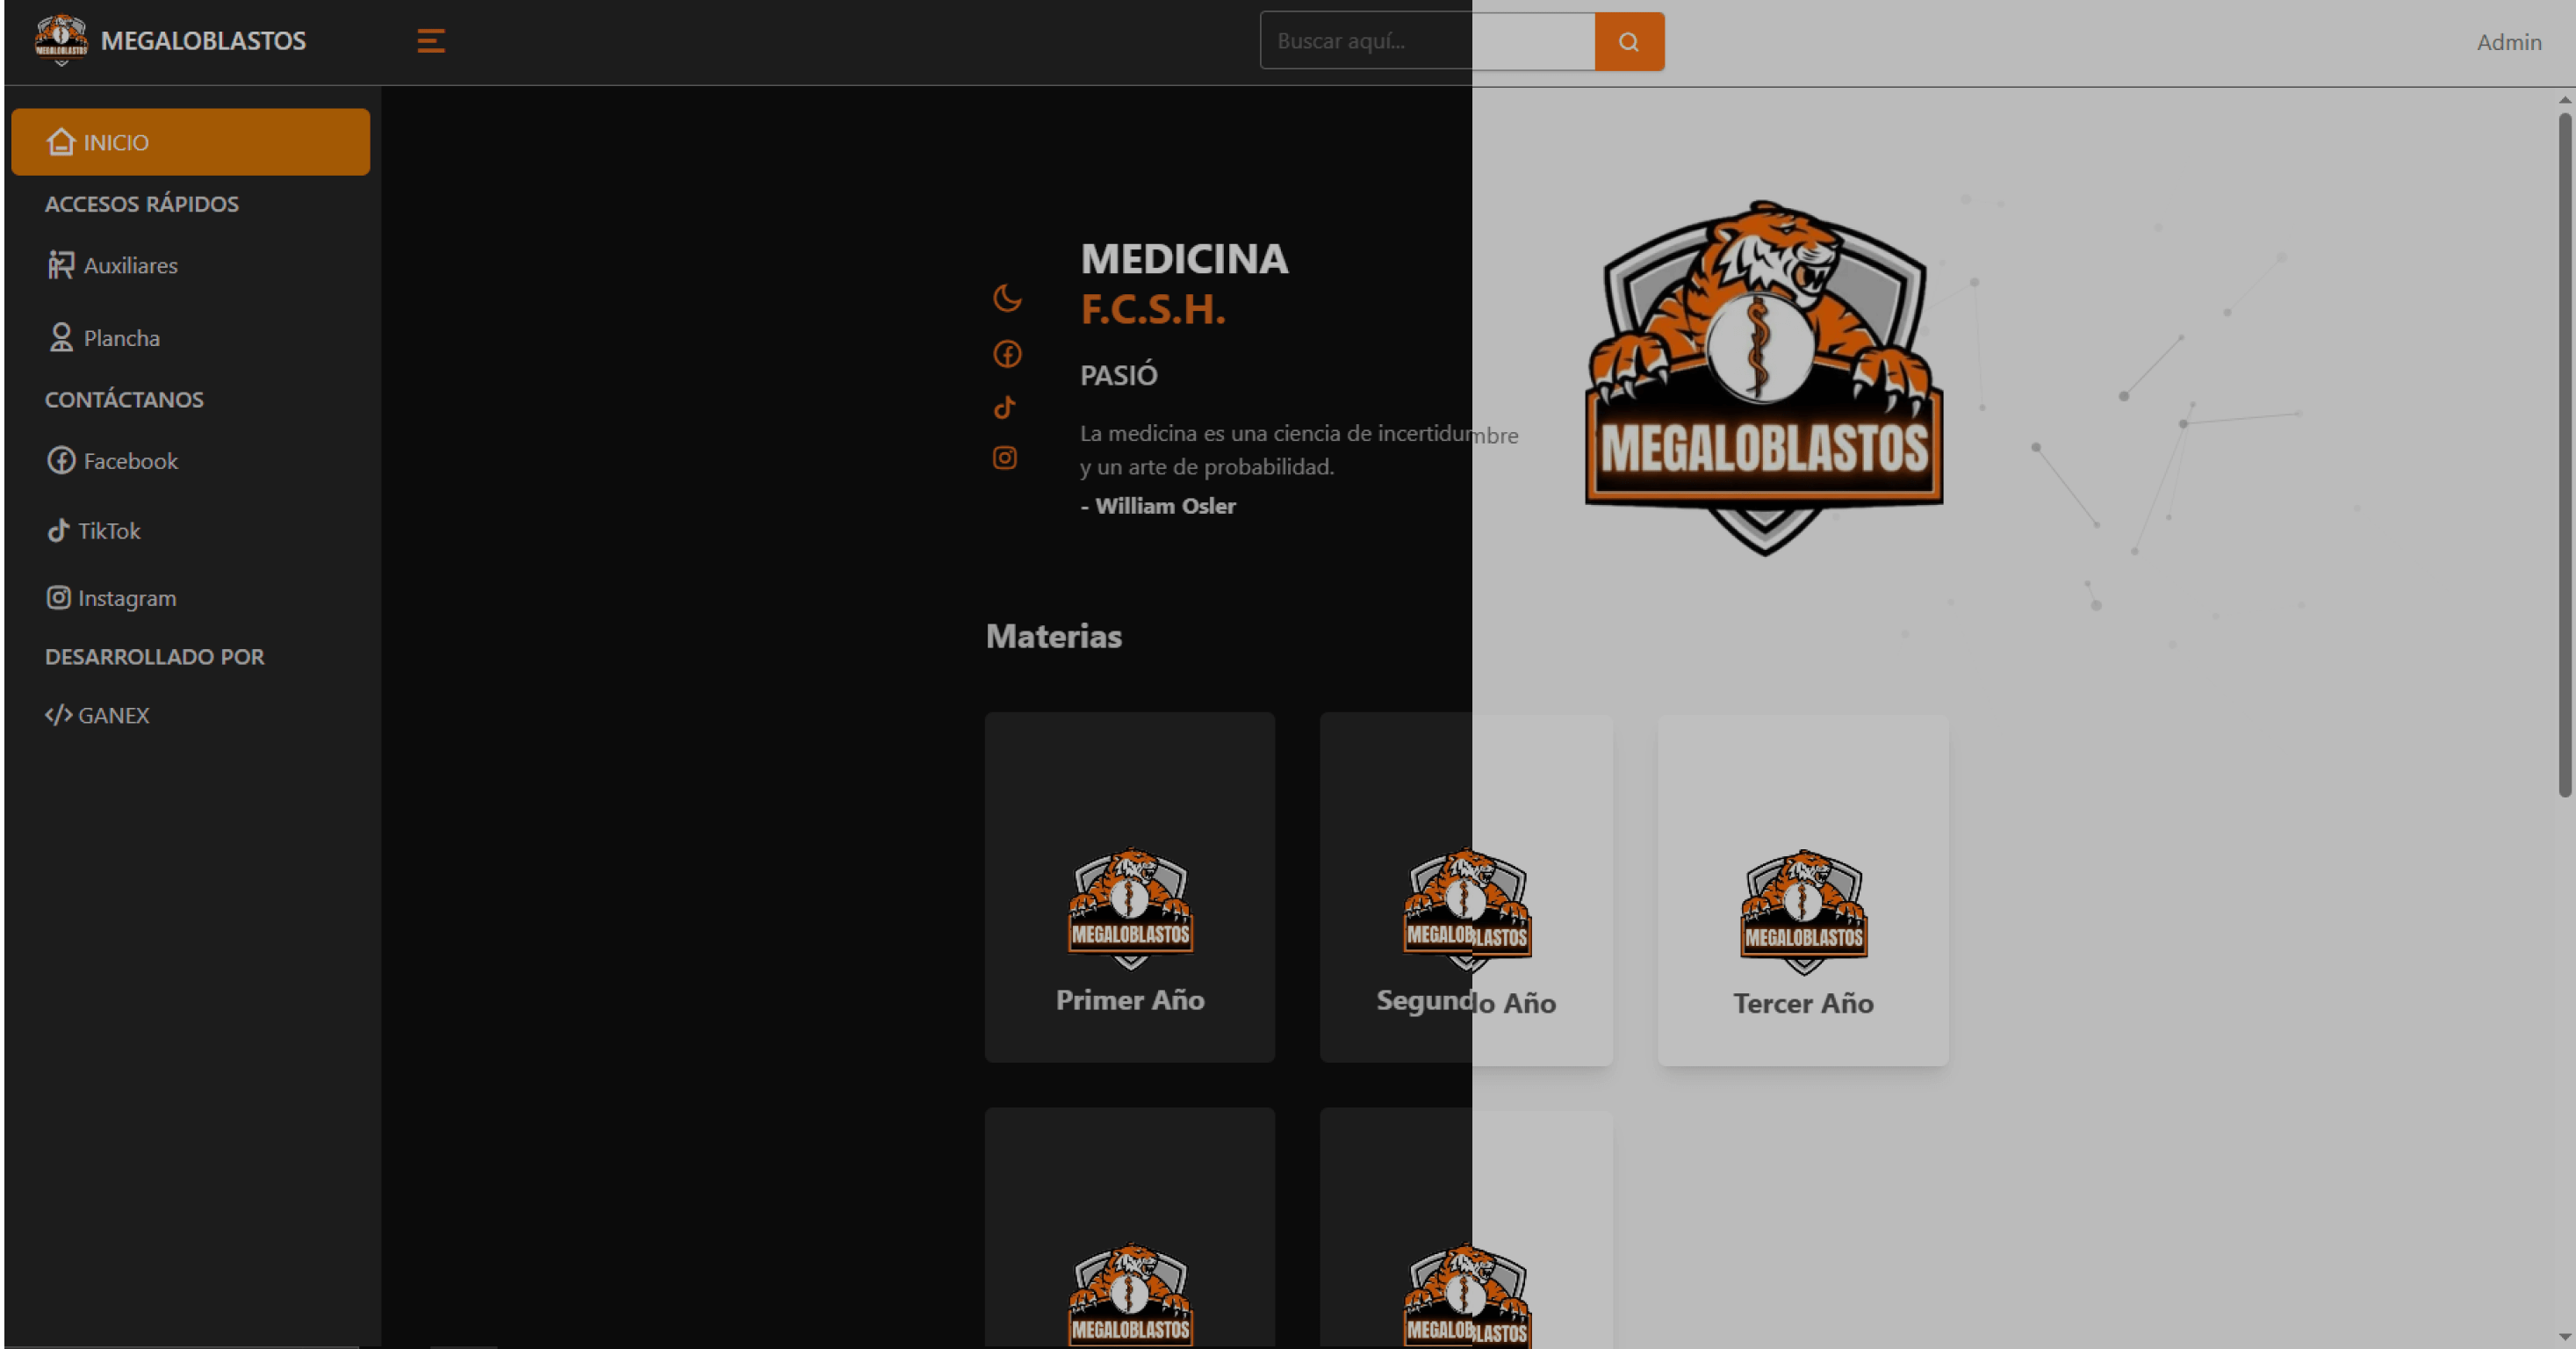 MEGALOBLASTOS
MEGALOBLASTOS
Buscar aquí...
Admin
INICIO
ACCESOS RÁPIDOS
Auxiliares
Plancha
CONTÁCTANOS
Facebook
TikTok
Instagram
DESARROLLADO POR
GANEX
MEDICINA
F.C.S.H.
PASIÓ
La medicina es una ciencia de incertidumbre
y un arte de probabilidad.
- William Osler
MEGALOBLASTOS
Materias
MEGALOBLASTOS
Primer Año
MEGALOBLASTOS
Segundo Año
MEGALOBLASTOS
Tercer Año
MEGALOBLASTOS
MEGALOBLASTOS